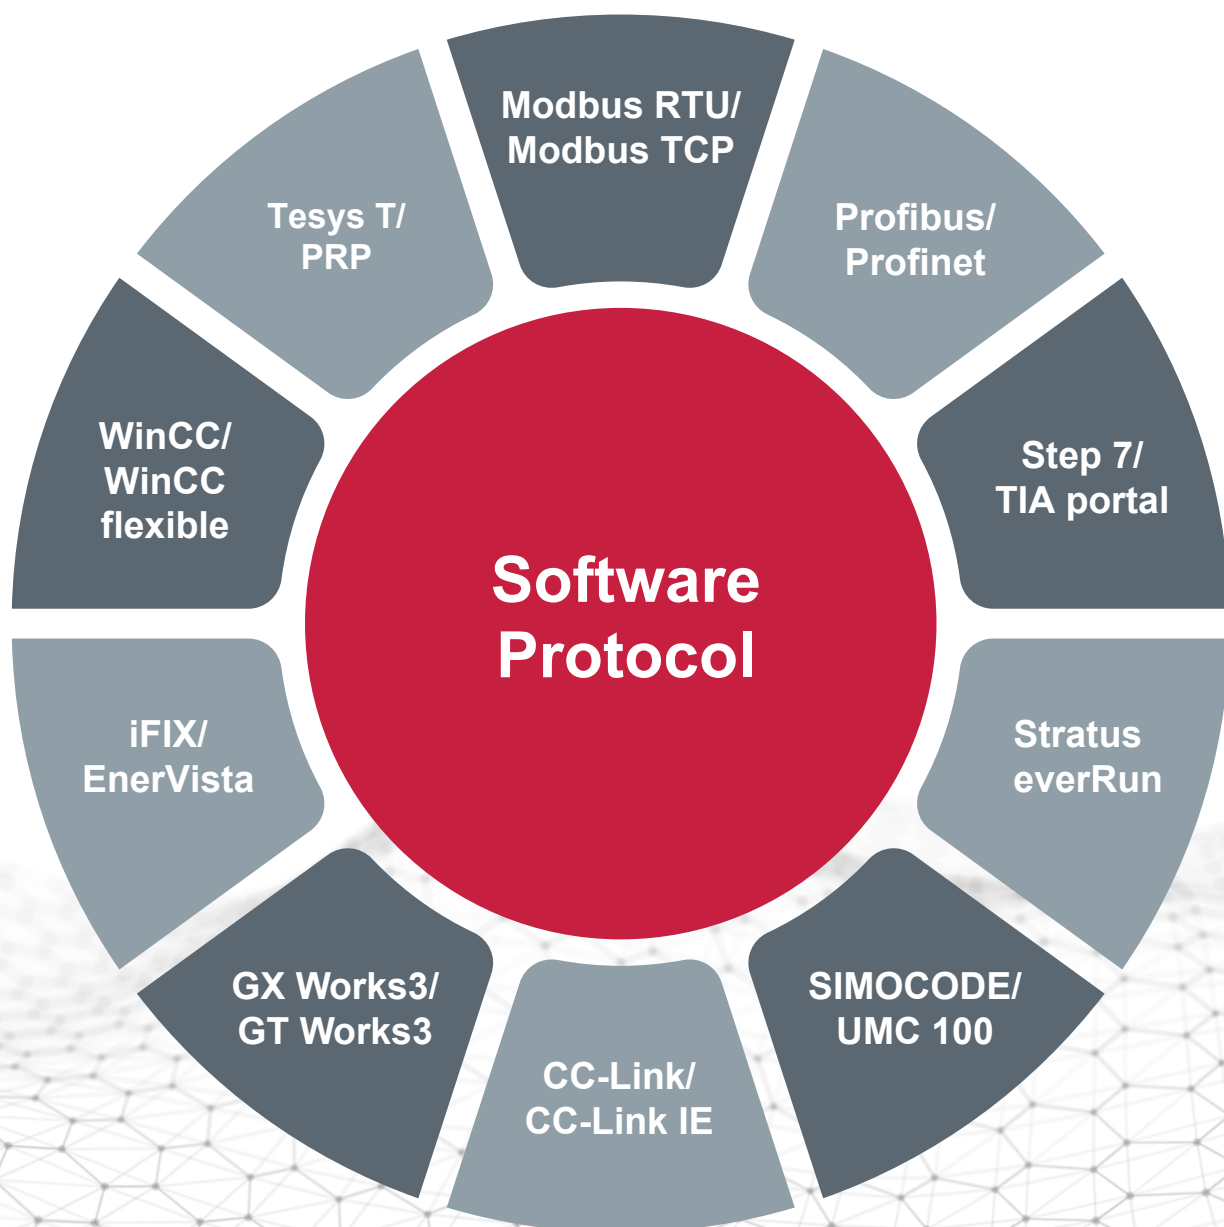 Modbus RTU/
Modbus TCP
Profibus/
Profinet
Step 7/
TIA portal
Stratus
everRun
SIMOCODE/
UMC 100
CC-Link/
CC-Link IE
GX Works3/
GT Works3
iFIX/
EnerVista
WinCC/
WinCC
flexible
Tesys T/
PRP
Software
Protocol